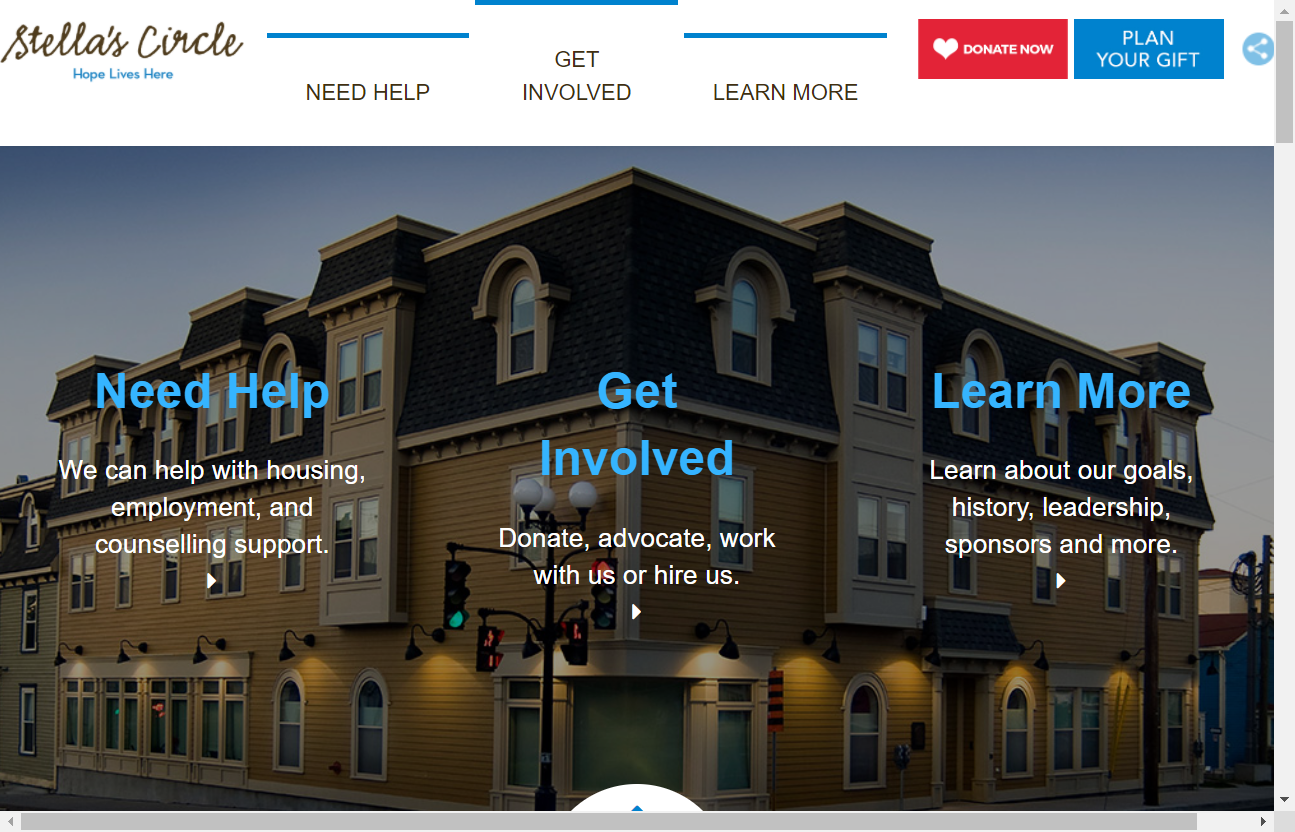 Stella's Circle
Hope Lives Here
NEED HELP
GET
INVOLVED
LEARN MORE
DONATE NOW
PLAN
YOUR GIFT
Need Help
We can help with housing,
employment, and
counselling support.
Get
Involved
Donate, advocate, work
with us or hire us.
Learn More
Learn about our goals,
history, leadership,
sponsors and more.